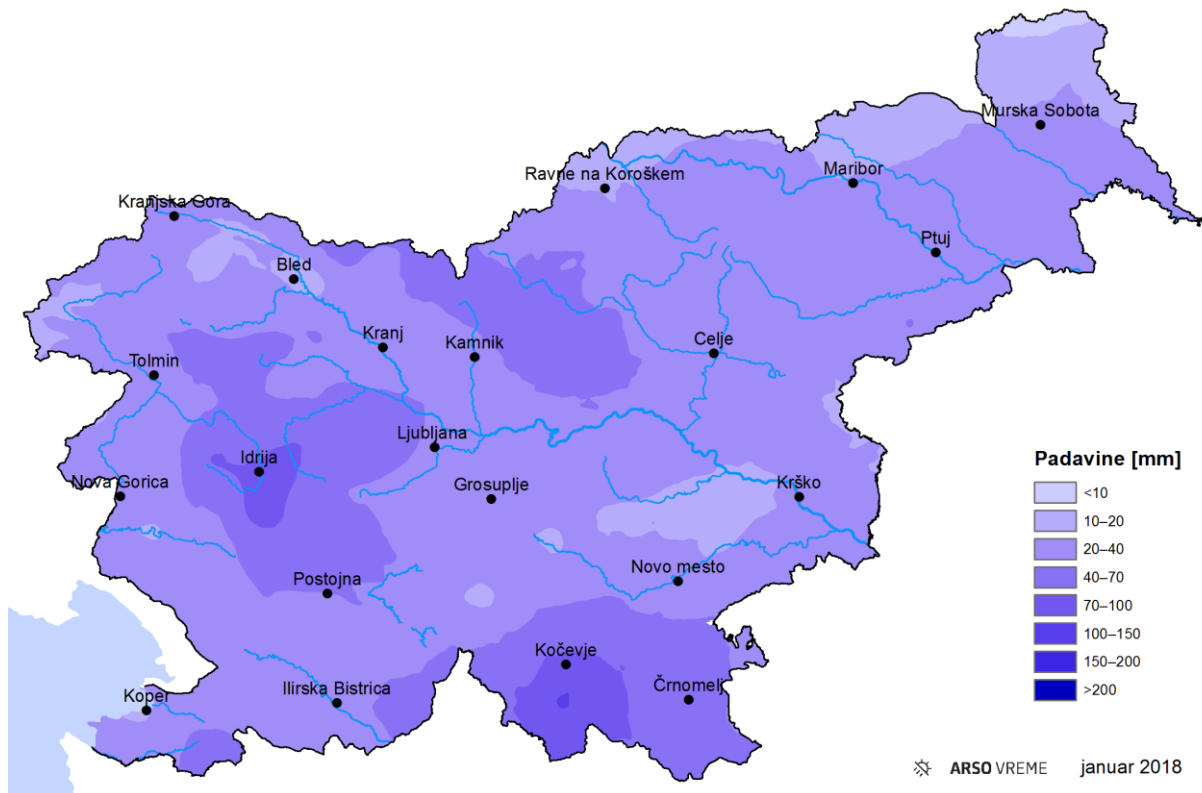 Murska Sobota
Ravne na Koroškem
Maribor
Kranjska Gora
Ptuj
Bled
Kranj
Kamnik
Celje
Tolmin
Ljubljana
Idrija
Nova Gorica
Grosuplje
Krško
Novo mesto
Postojna
Kočevje
Črnomelj
Ilirska Bistrica
Koper
Padavine [mm]
<10
10–20
20–40
40–70
70–100
100–150
150–200
>200
ARSO VREME januar 2018